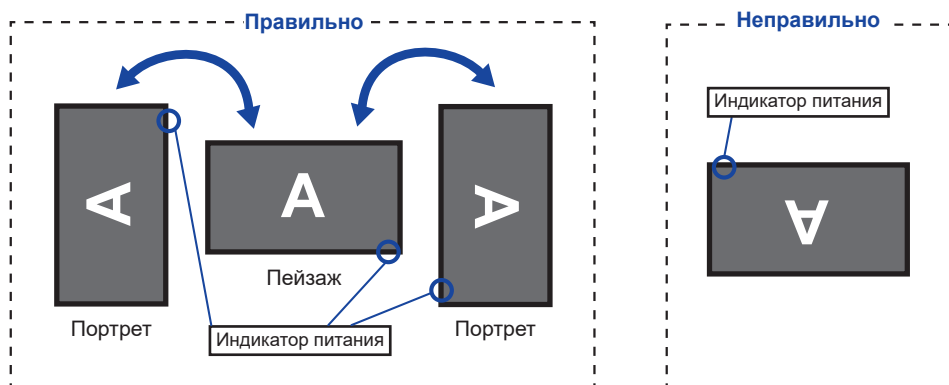 Правильно
Неправильно
Индикатор питания
A
A
A
A
Пейзаж
Портрет
Индикатор питания
Портрет